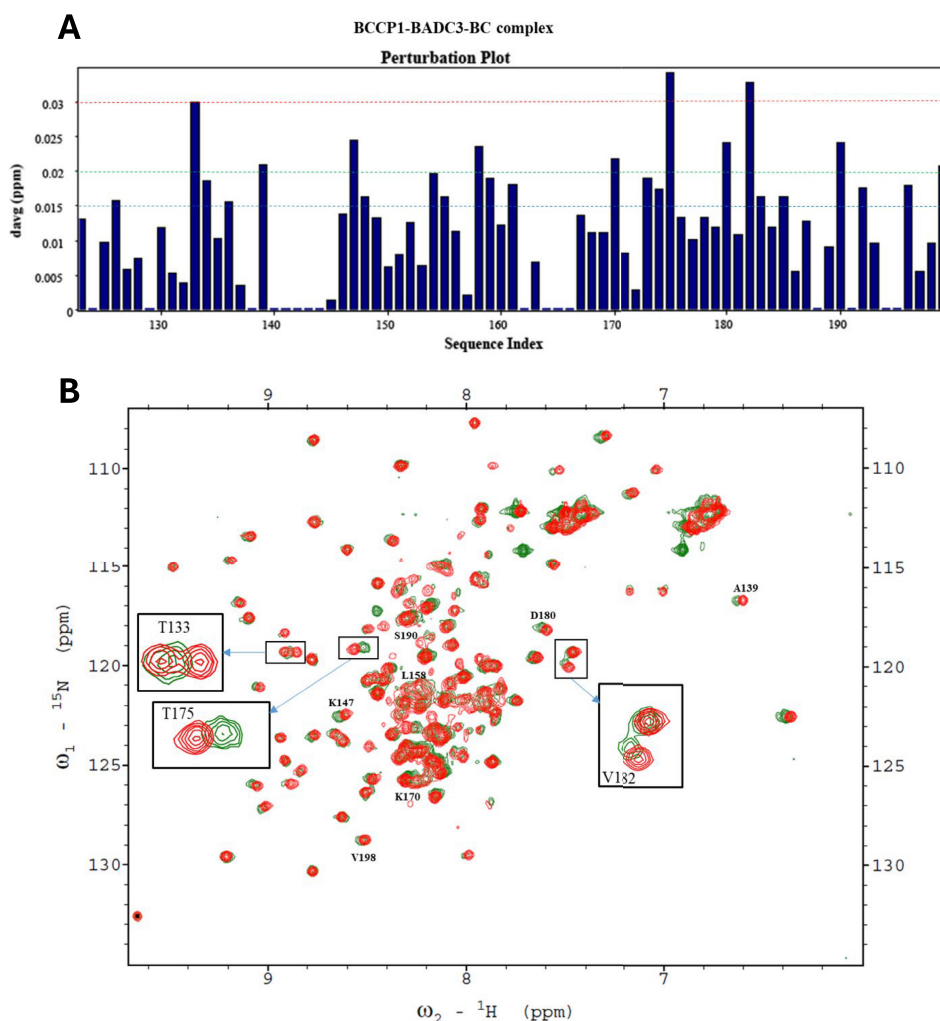 A
BCCP1-BADC3-BC complex
Perturbation Plot
davg (ppm)
0.03
0.025
0.02
0.015
0.01
0.005
0
130 140 150 160 170 180 190
Sequence Index
B
9 8 7
110 110
115 115
A139
T133
S190
D180
120 120
L158
K147
T175
125 125
V182
K170
V198
130 130
9 8 7
ω1 - 15N (ppm)
ω2 - 1H (ppm)